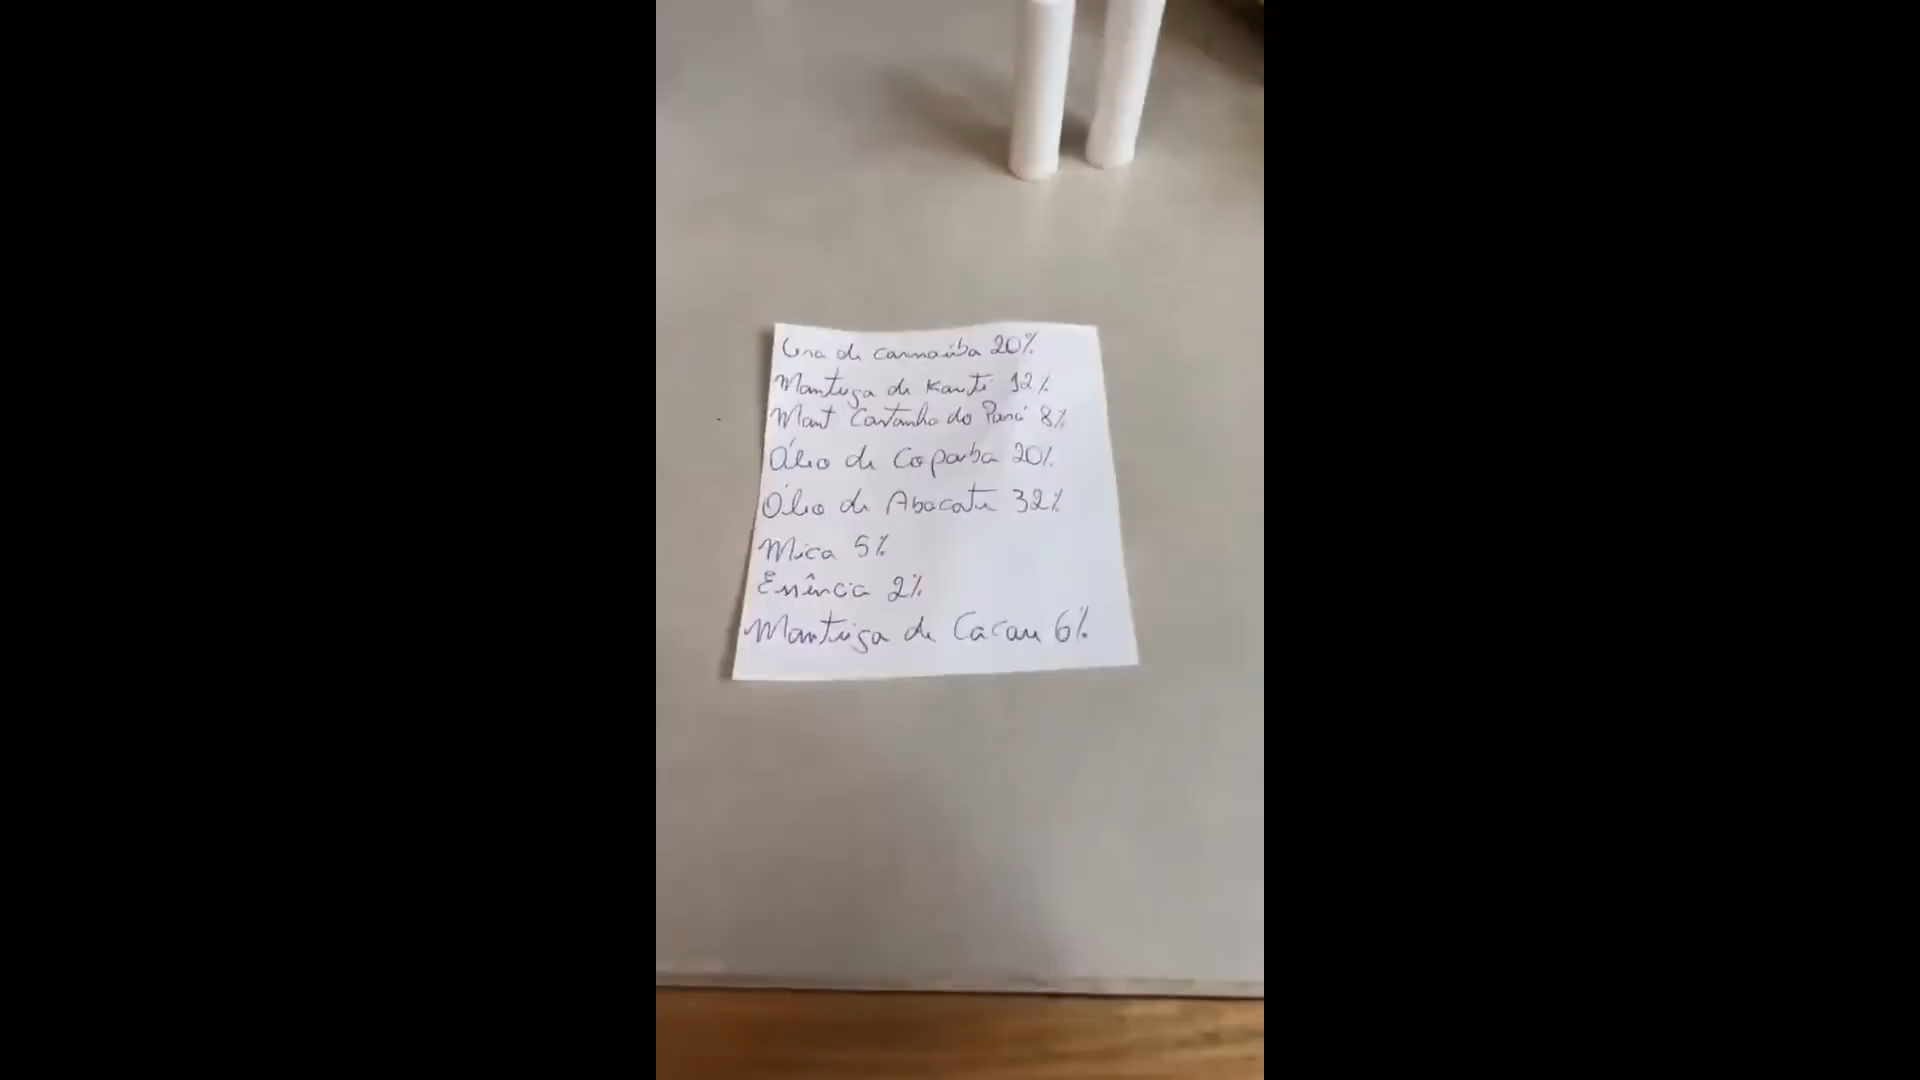 Cera de carnaúba 20%
Manteiga de Karité 12%
Mant Castanha do Pará 8%
Óleo de Copaíba 20%
Óleo de Abacate 32%
Mica 5%
Essência 2%
Manteiga de Cacau 6%